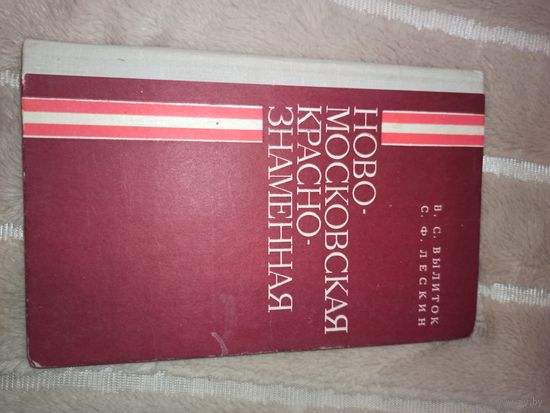 В. С. ВЫЛИТОК
С. Ф. ЛЕСКИН
НОВО-
МОСКОВСКАЯ
КРАСНО-
ЗНАМЕННАЯ